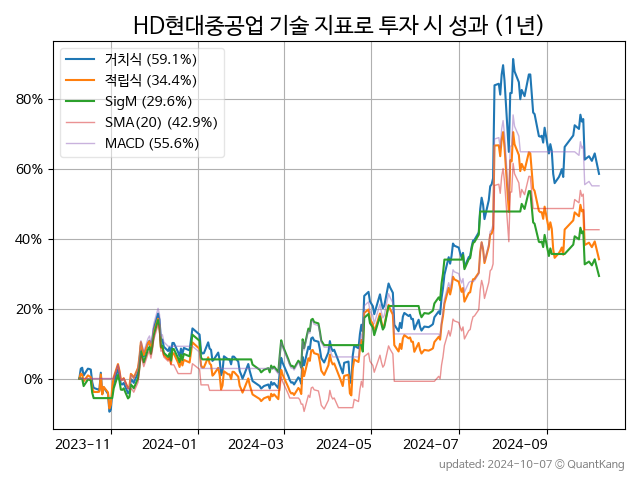 HD현대중공업 기술 지표로 투자 시 성과 (1년)
거치식 (59.1%)
적립식 (34.4%)
SigM (29.6%)
SMA(20) (42.9%)
MACD (55.6%)
80%
60%
40%
20%
0%
2023-11 2024-01 2024-03 2024-05 2024-07 2024-09
updated: 2024-10-07 © QuantKang